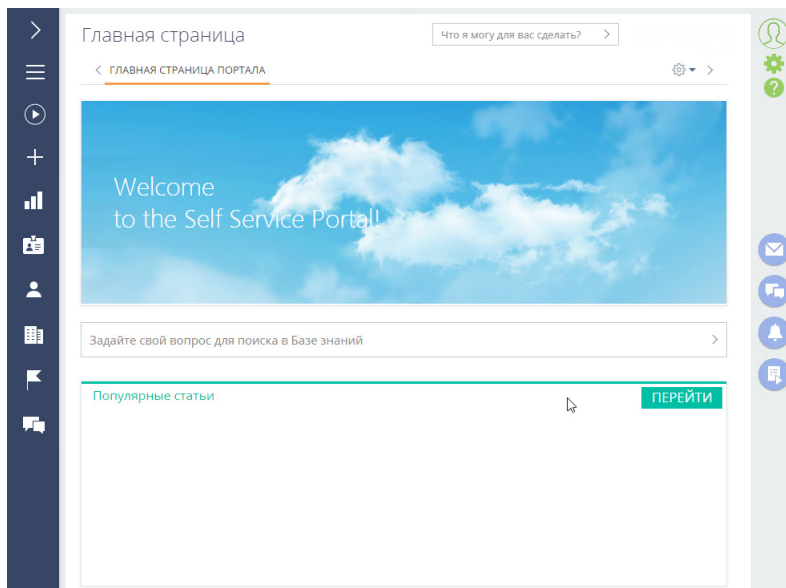 Главная страница
Что я могу для вас сделать?
ГЛАВНАЯ СТРАНИЦА ПОРТАЛА
Welcome
to the Self Service Portal!
Задайте свой вопрос для поиска в Базе знаний
Популярные статьи
ПЕРЕЙТИ